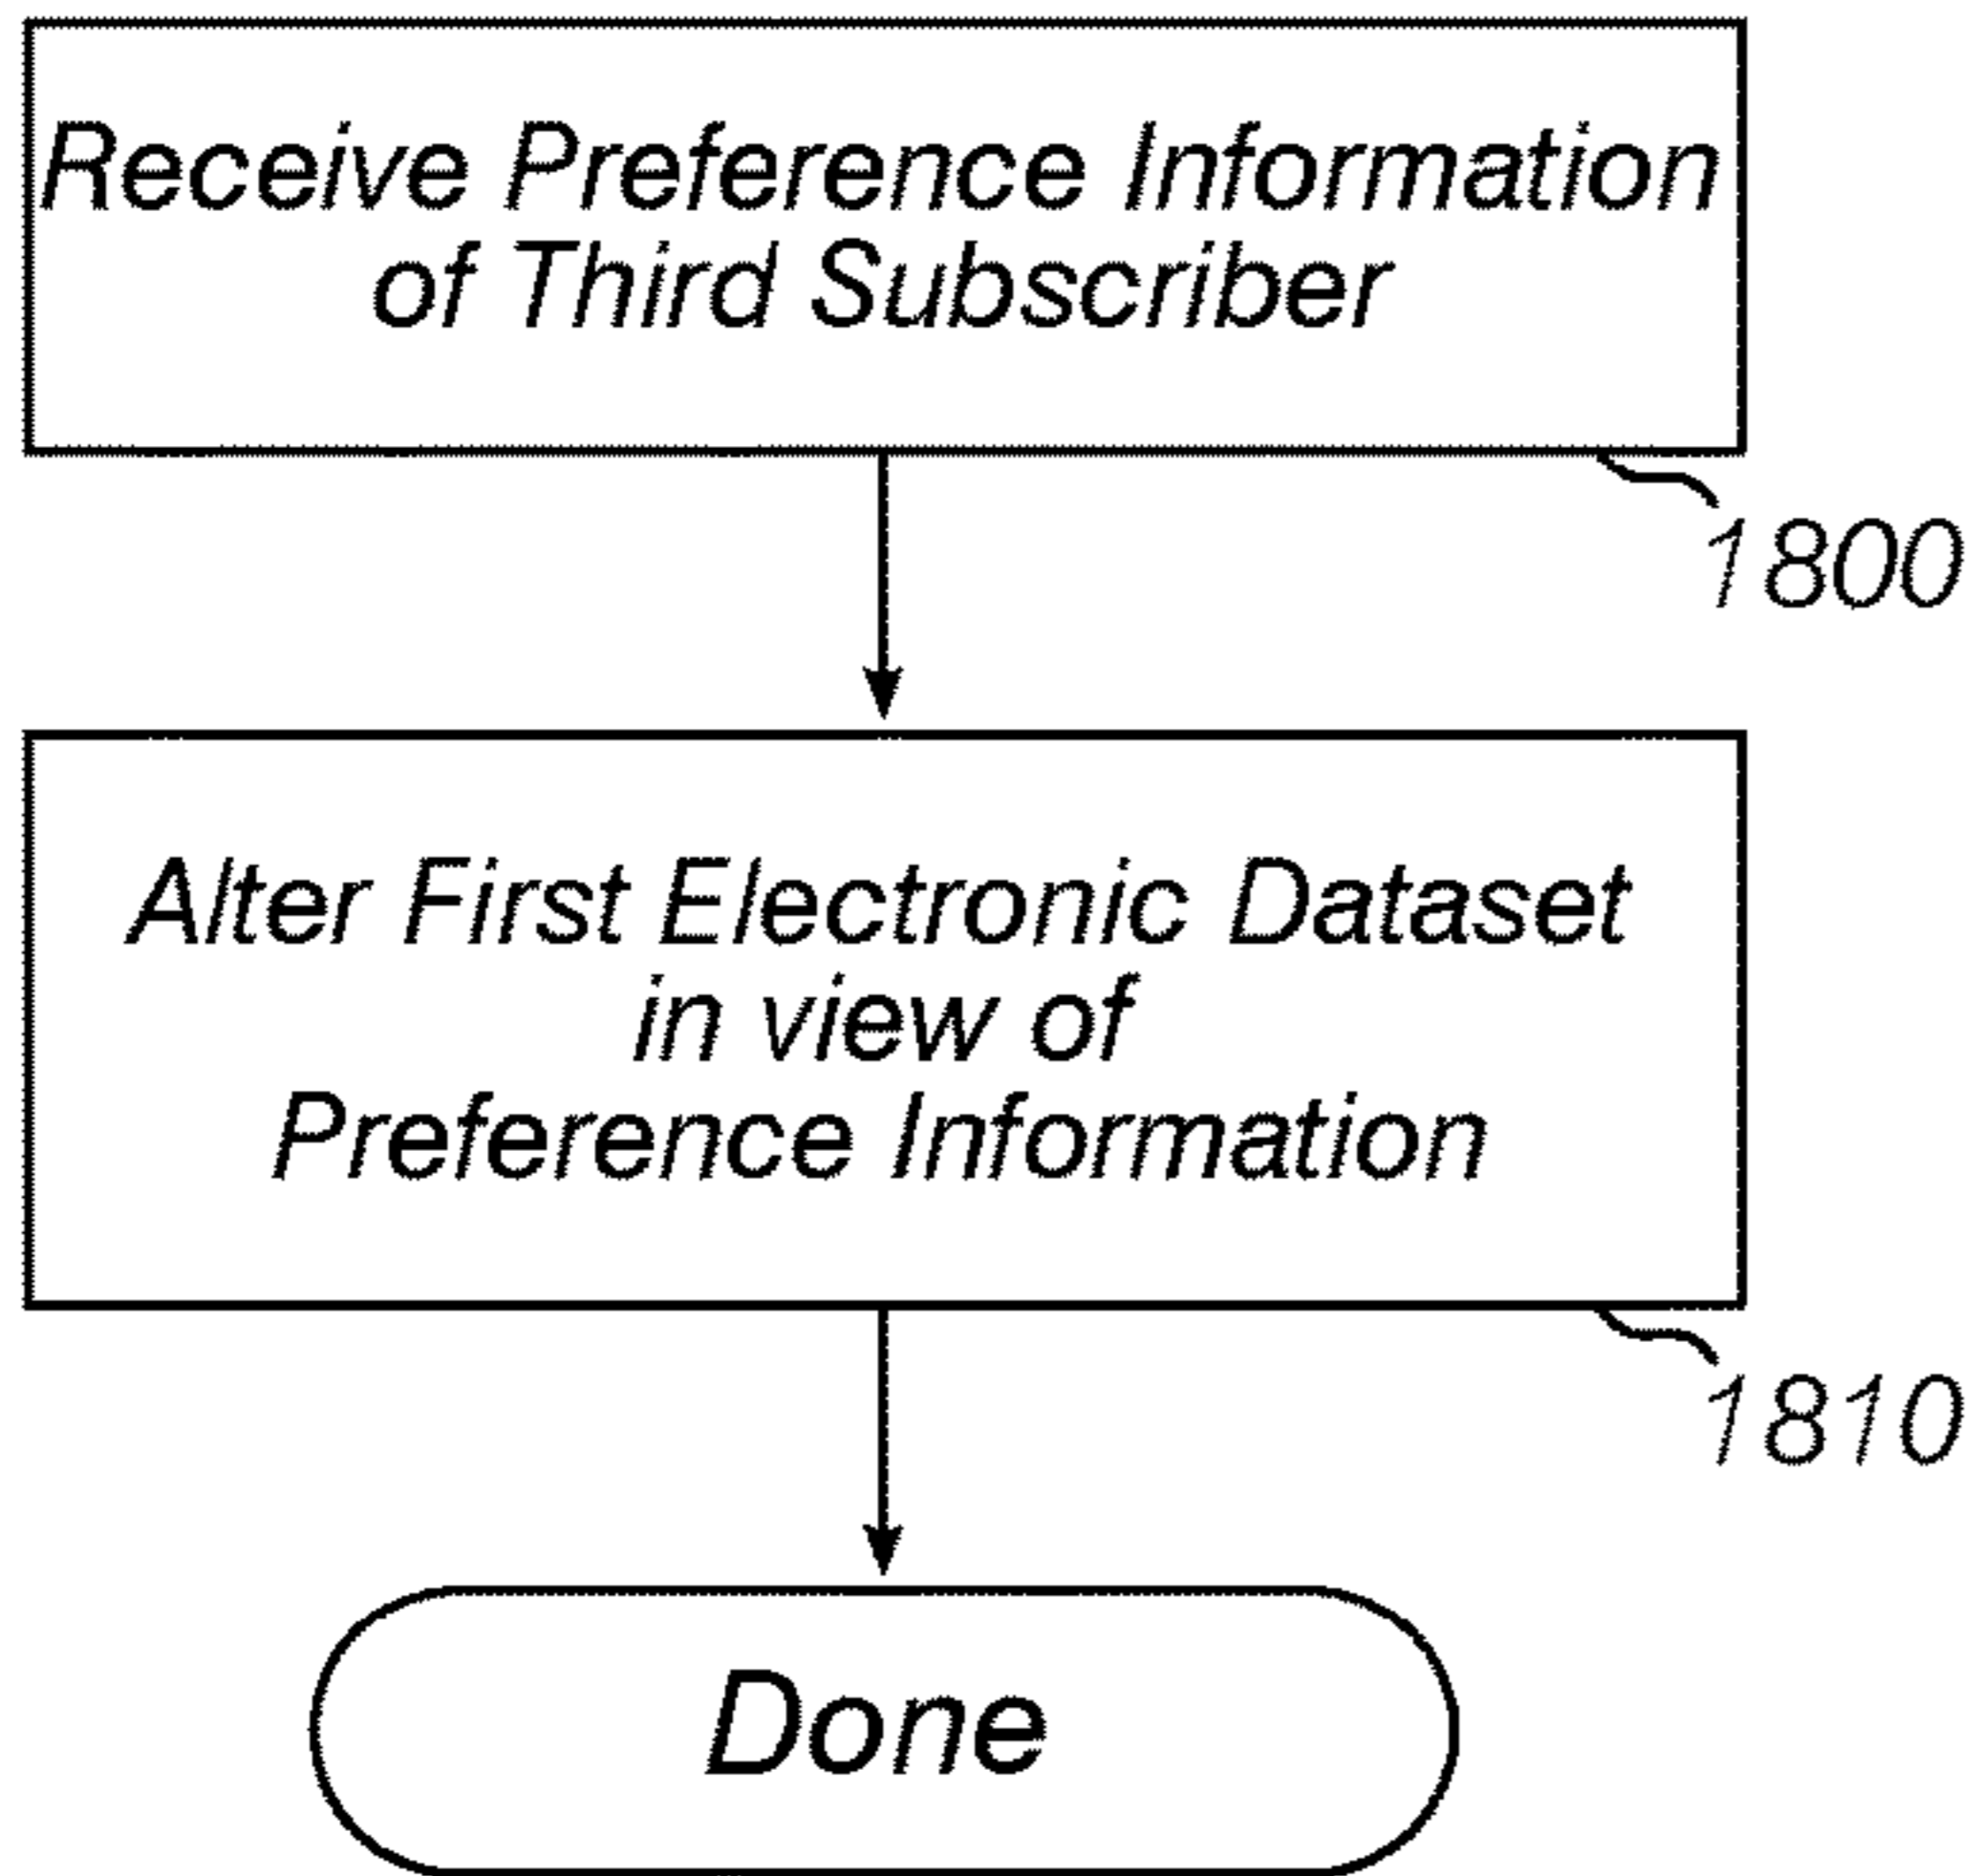 Receive Preference Information
of Third Subscriber
1800
Alter First Electronic Dataset
in view of
Preference Information
1810
Done